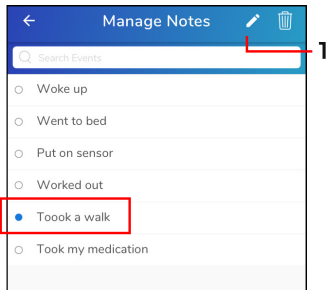 Manage Notes
1
Search Events
Woke up
Went to bed
Put on sensor
Worked out
Toook a walk
Took my medication